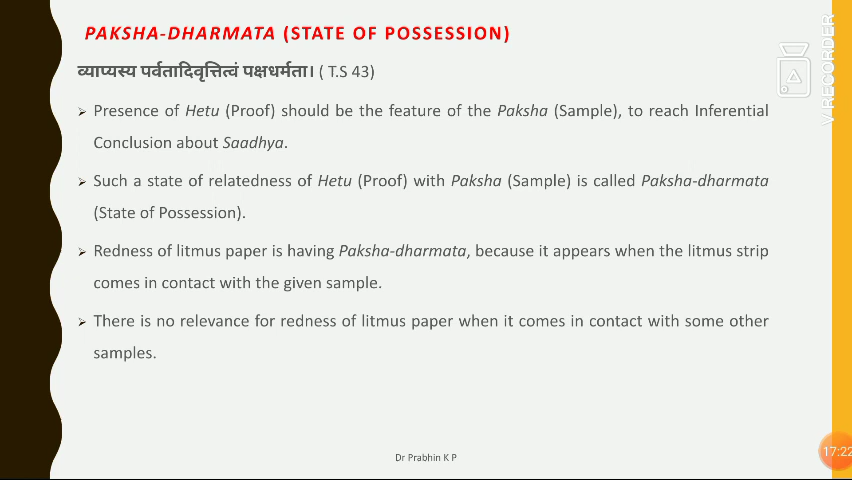 PAKSHA-DHARMATA (STATE OF POSSESSION)
व्याप्यस्य पर्वतादिवृत्तित्वं पक्षधर्मता। ( T.S 43)
➢ Presence of Hetu (Proof) should be the feature of the Paksha (Sample), to reach Inferential
Conclusion about Saadhya.
➢ Such a state of relatedness of Hetu (Proof) with Paksha (Sample) is called Paksha-dharmata
(State of Possession).
➢ Redness of litmus paper is having Paksha-dharmata, because it appears when the litmus strip
comes in contact with the given sample.
➢ There is no relevance for redness of litmus paper when it comes in contact with some other
samples.
Dr Prabhin K P
V RECORDER
17:22